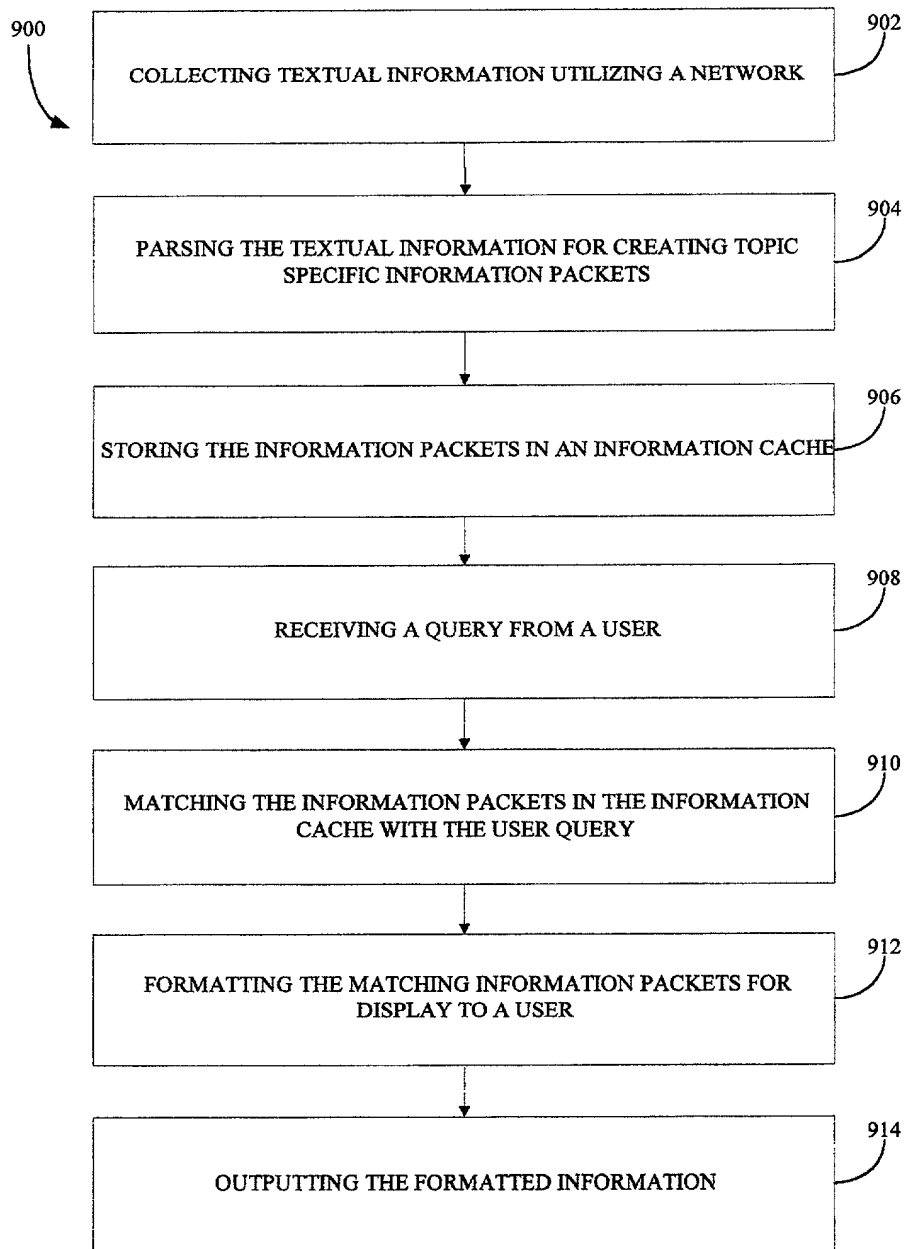 900
902
COLLECTING TEXTUAL INFORMATION UTILIZING A NETWORK
904
PARSING THE TEXTUAL INFORMATION FOR CREATING TOPIC
SPECIFIC INFORMATION PACKETS
906
STORING THE INFORMATION PACKETS IN AN INFORMATION CACHE
908
RECEIVING A QUERY FROM A USER
910
MATCHING THE INFORMATION PACKETS IN THE INFORMATION
CACHE WITH THE USER QUERY
912
FORMATTING THE MATCHING INFORMATION PACKETS FOR
DISPLAY TO A USER
914
OUTPUTTING THE FORMATTED INFORMATION